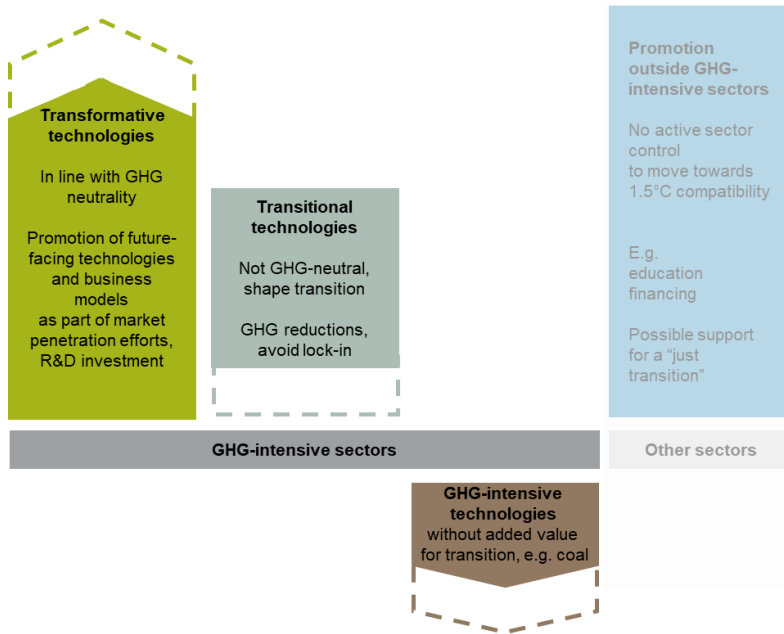 Transformative
technologies
In line with GHG
neutrality
Promotion of future-
facing technologies
and business
models
as part of market
penetration efforts,
R&D investment
Transitional
technologies
Not GHG-neutral,
shape transition
GHG reductions,
avoid lock-in
Promotion
outside GHG-
intensive sectors
No active sector
control
to move towards
1.5°C compatibility
E.g.
education
financing
Possible support
for a “just
transition”
GHG-intensive sectors
Other sectors
GHG-intensive
technologies
without added value
for transition, e.g. coal